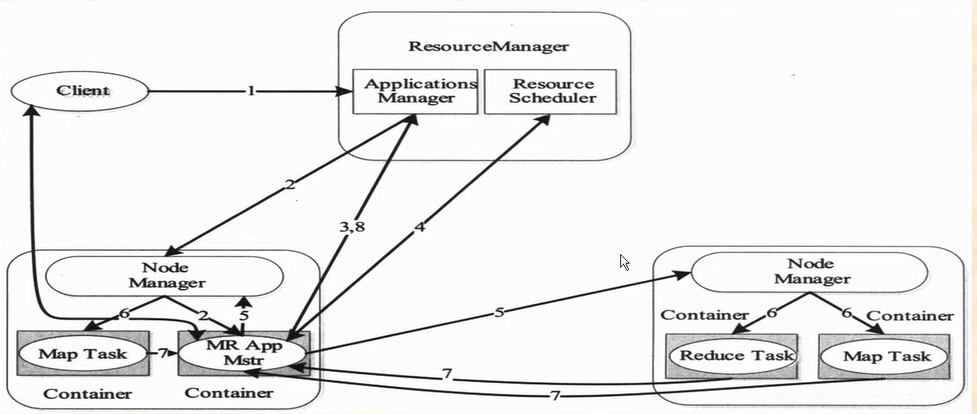 ResourceManager
Client
1
Applications
Manager
Resource
Scheduler
2
3,8
4
Node
Manager
6
2
5
Map Task
7
MR App
Mstr
Container
Container
5
Node
Manager
Container
6
6
Container
Reduce Task
Map Task
7
7